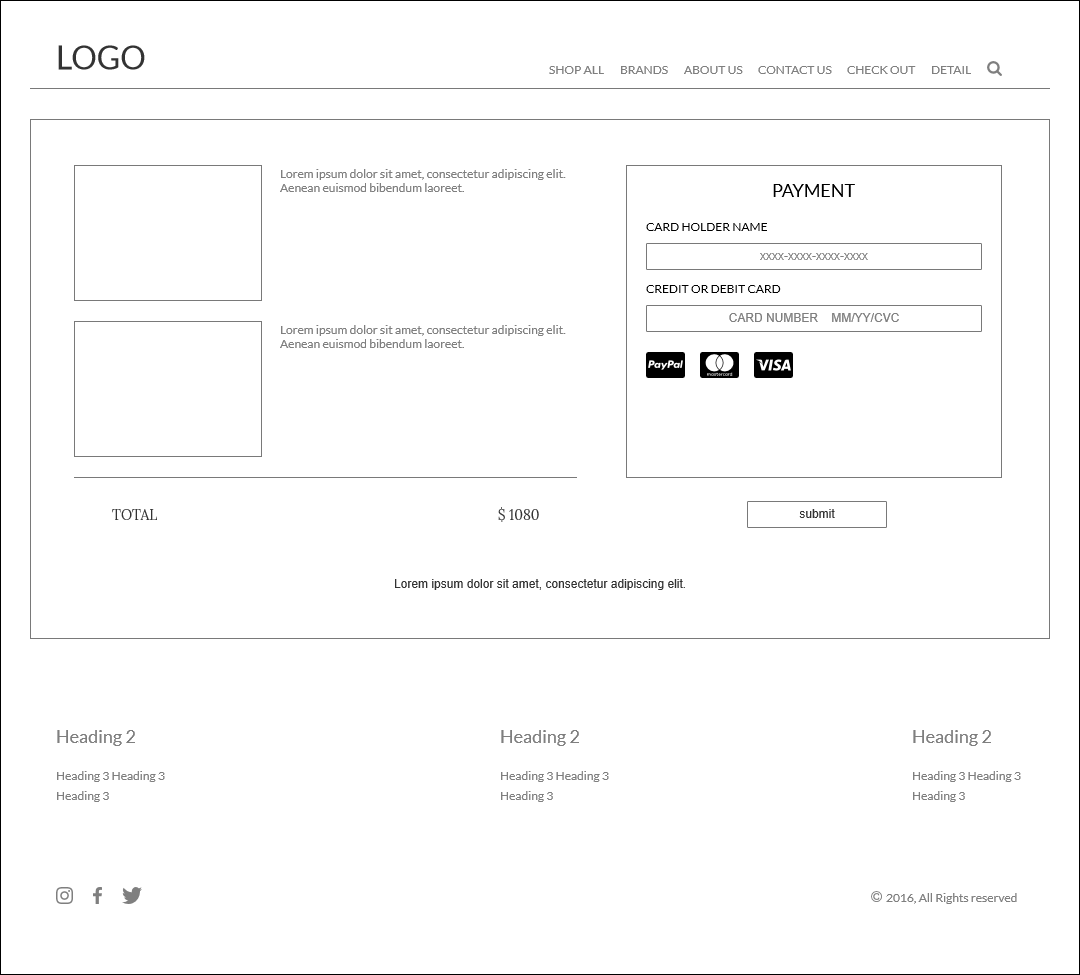 LOGO
SHOP ALL BRANDS ABOUT US CONTACT US CHECK OUT DETAIL
Lorem ipsum dolor sit amet, consectetur adipiscing elit.
Aenean euismod bibendum laoreet.
Lorem ipsum dolor sit amet, consectetur adipiscing elit.
Aenean euismod bibendum laoreet.
TOTAL $ 1080
PAYMENT
CARD HOLDER NAME
xxxx-xxxx-xxxx-xxxx
CREDIT OR DEBIT CARD
CARD NUMBER MM/YY/CVC
PayPal mastercard VISA
submit
Lorem ipsum dolor sit amet, consectetur adipiscing elit.
Heading 2
Heading 3 Heading 3
Heading 3
Heading 2
Heading 3 Heading 3
Heading 3
Heading 2
Heading 3 Heading 3
Heading 3
© 2016, All Rights reserved